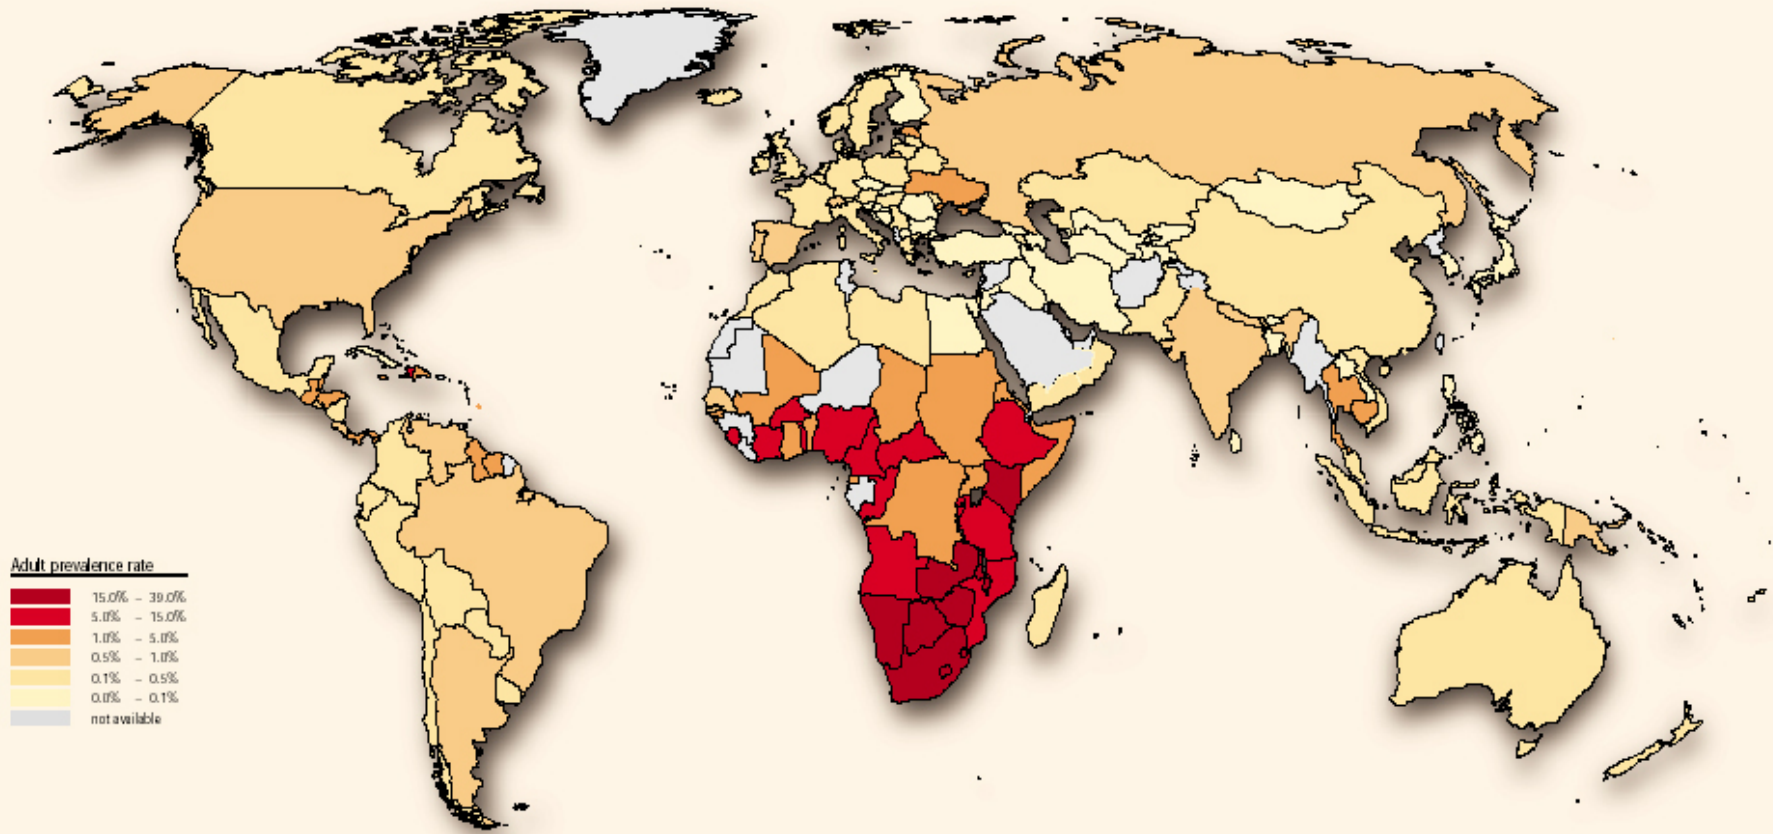 Adult prevalence rate
15.0% – 39.0%
5.0% – 15.0%
1.0% – 5.0%
0.5% – 1.0%
0.1% – 0.5%
0.0% – 0.1%
not available